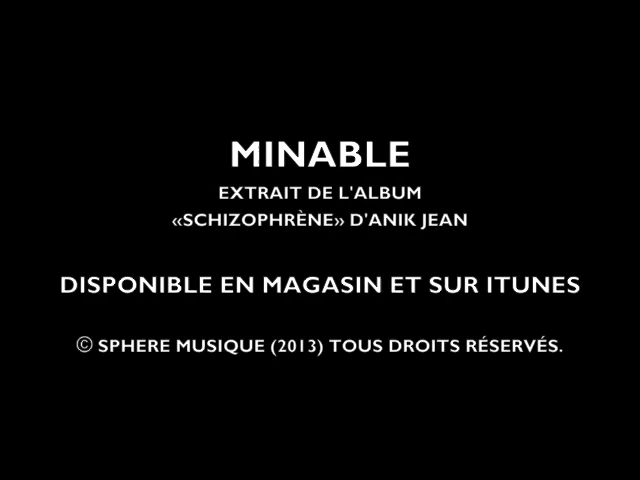 MINABLE
EXTRAIT DE L'ALBUM
«SCHIZOPHRÈNE» D'ANIK JEAN
DISPONIBLE EN MAGASIN ET SUR ITUNES
© SPHERE MUSIQUE (2013) TOUS DROITS RÉSERVÉS.